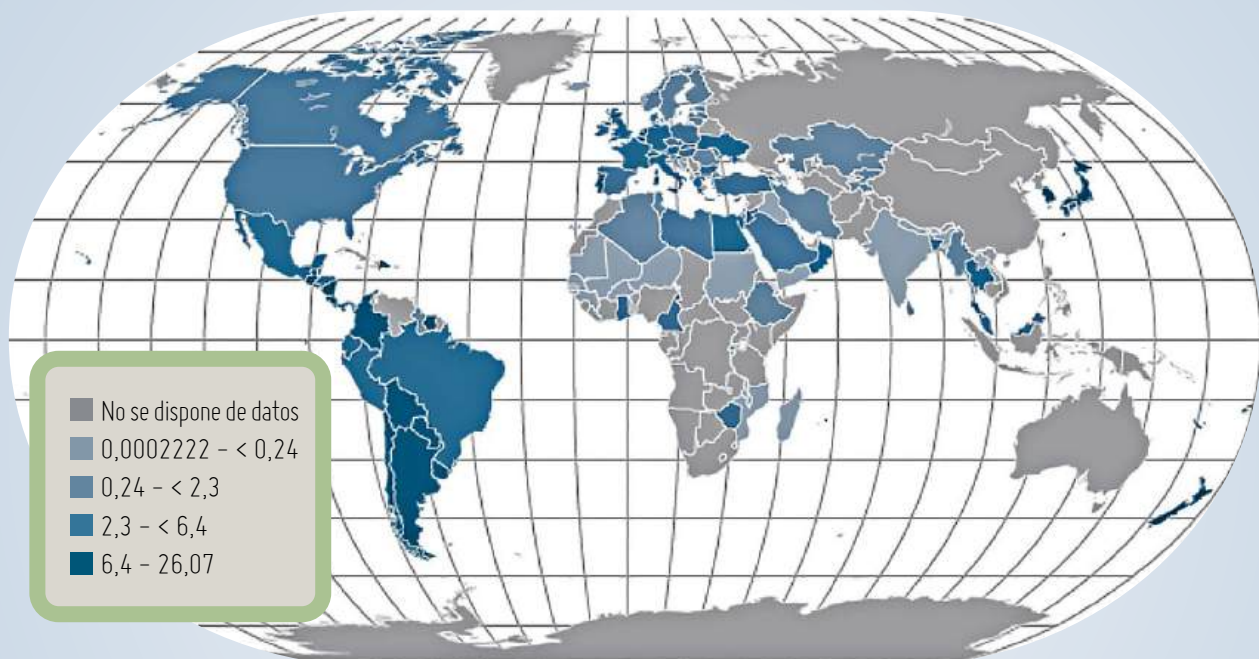 No se dispone de datos
0,0002222 – < 0,24
0,24 – < 2,3
2,3 – < 6,4
6,4 – 26,07